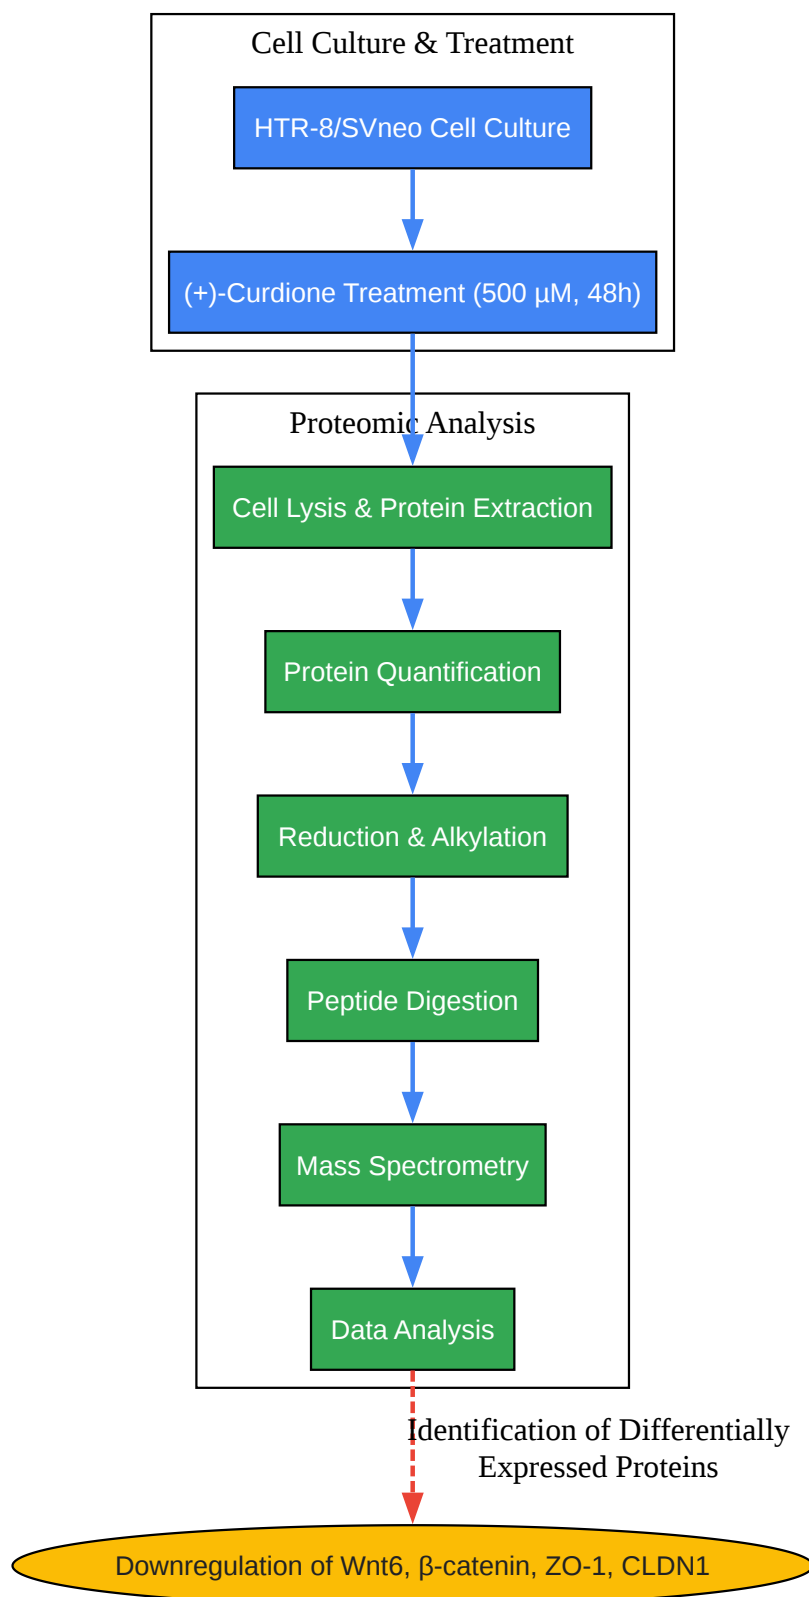 Cell Culture & Treatment
HTR-8/SVneo Cell Culture
(+)-Curdione Treatment (500 µM, 48h)
Proteomic Analysis
Cell Lysis & Protein Extraction
Protein Quantification
Reduction & Alkylation
Peptide Digestion
Mass Spectrometry
Data Analysis
Identification of Differentially
Expressed Proteins
Downregulation of Wnt6, β-catenin, ZO-1, CLDN1